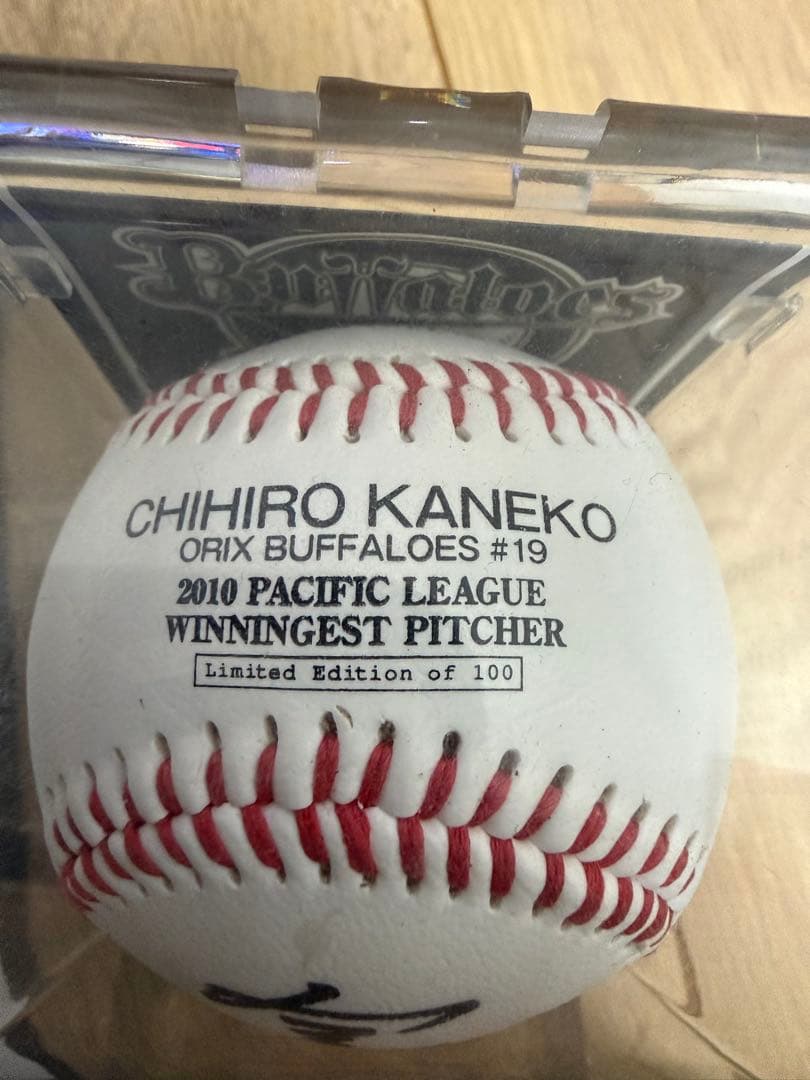 Buffaloes
CHIHIRO KANEKO
ORIX BUFFALOES #19
2010 PACIFIC LEAGUE
WINNINGEST PITCHER
Limited Edition of 100